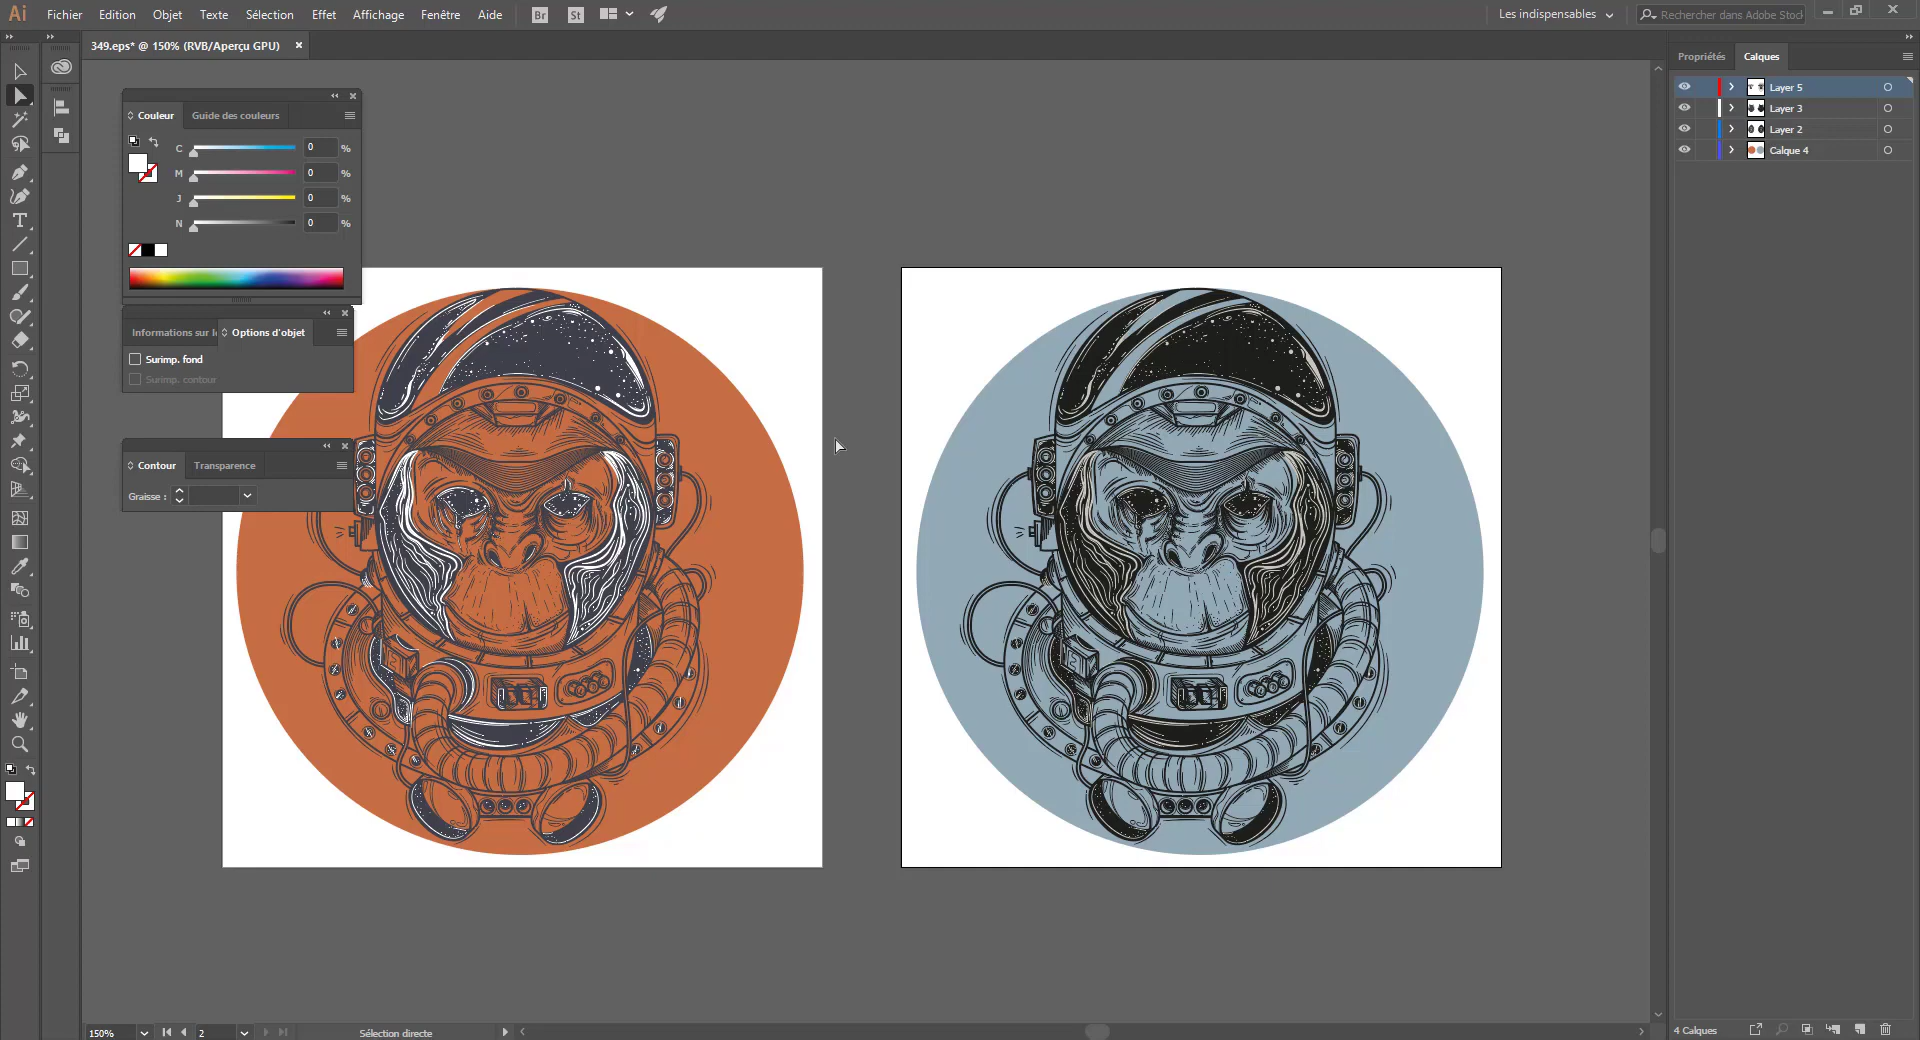 Ai Fichier Edition Objet Texte Sélection Effet Affichage Fenêtre Aide Br St Les indispensables Rechercher dans Adobe Stock
349.eps* @ 150% (RVB/Aperçu GPU)
Propriétés Calques
Layer 5
Layer 3
Layer 2
Calque 4
Couleur Guide des couleurs
C 0 %
M 0 %
J 0 %
N 0 %
Informations sur le Options d'objet
Surimp. fond
Surimp. contour
Contour Transparence
Graisse :
150% 2 Sélection directe
4 Calques